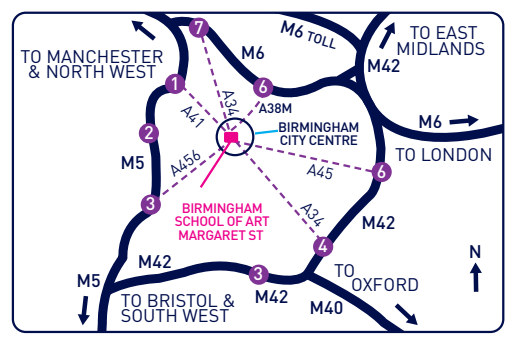 7
M6 TOLL
TO EAST
MIDLANDS
TO MANCHESTER
& NORTH WEST
M6
M42
1
6
A34
A38M
A41
M6
2
BIRMINGHAM
CITY CENTRE
M5
A456
A45
6
TO LONDON
3
BIRMINGHAM
SCHOOL OF ART
MARGARET ST
A34
M42
4
M42
3
M5
M42
TO
OXFORD
N
TO BRISTOL &
SOUTH WEST
M40